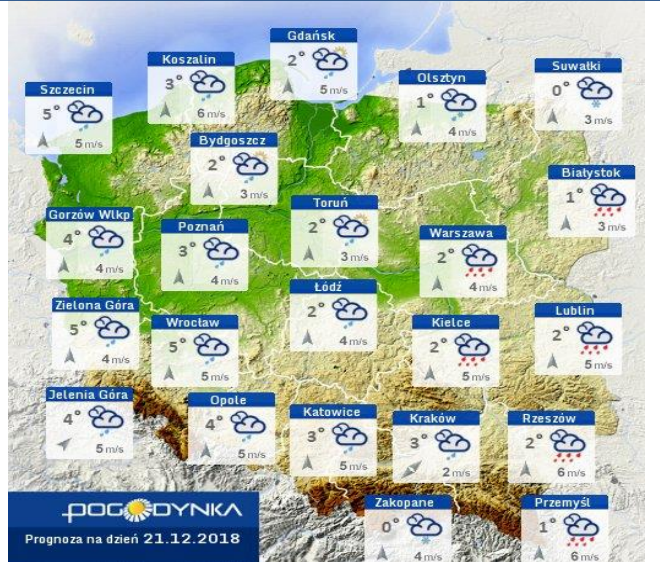 Gdańsk
2°
5 m/s
Koszalin
3°
6 m/s
Suwałki
0°
3 m/s
Olsztyn
1°
4 m/s
Szczecin
5°
5 m/s
Bydgoszcz
2°
3 m/s
Białystok
1°
3 m/s
Toruń
2°
3 m/s
Gorzów Wlkp
4°
4 m/s
Poznań
3°
4 m/s
Warszawa
2°
4 m/s
Łódź
2°
4 m/s
Zielona Góra
5°
4 m/s
Wrocław
5°
5 m/s
Kielce
2°
5 m/s
Lublin
2°
5 m/s
Jelenia Góra
4°
5 m/s
Opole
4°
5 m/s
Katowice
3°
5 m/s
Kraków
3°
2 m/s
Rzeszów
2°
6 m/s
Zakopane
0°
4 m/s
Przemyśl
1°
6 m/s
POGODYNKA
Prognoza na dzień 21.12.2018